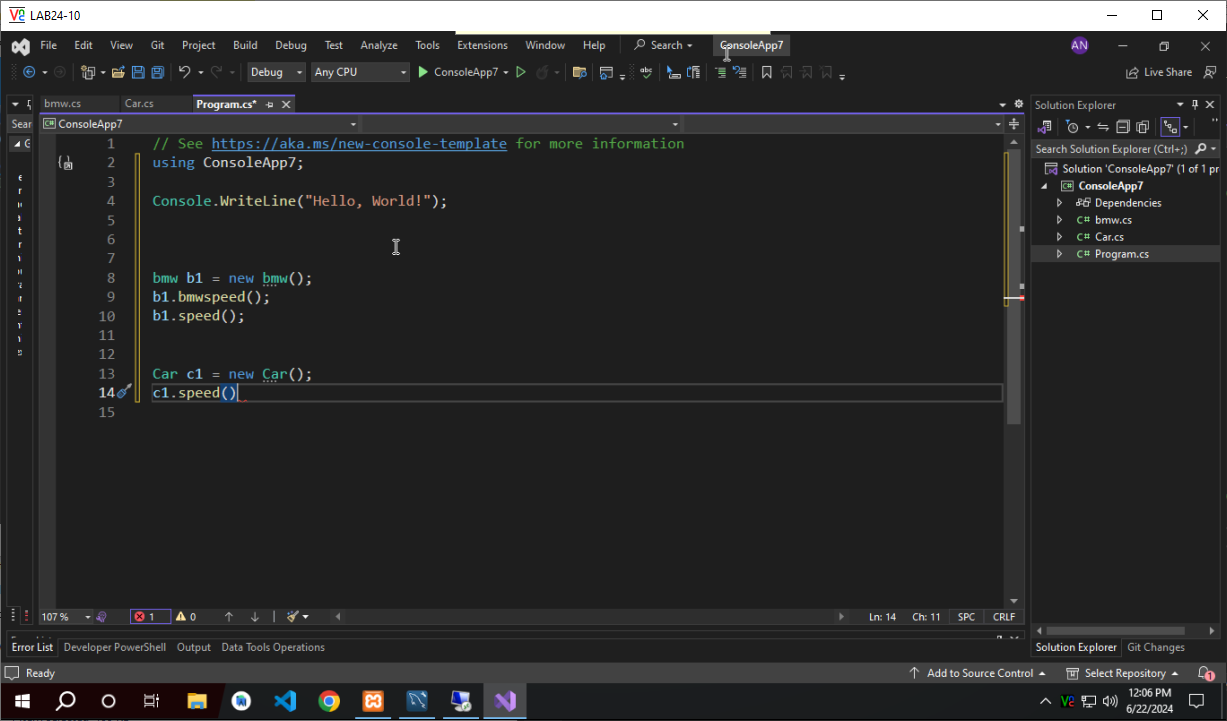 LAB24-10
File Edit View Git Project Build Debug Test Analyze Tools Extensions Window Help Search ConsoleApp7 AN
Debug Any CPU ConsoleApp7 Live Share
bmw.cs Car.cs Program.cs*
Sear
ConsoleApp7
1 // See https://aka.ms/new-console-template for more information
2 using ConsoleApp7;
3
4 Console.WriteLine("Hello, World!");
5
6
7
8 bmw b1 = new bmw();
9 b1.bmwspeed();
10 b1.speed();
11
12
13 Car c1 = new Car();
14 c1.speed()
15
Solution Explorer
Search Solution Explorer (Ctrl+;)
Solution 'ConsoleApp7' (1 of 1 pr
ConsoleApp7
Dependencies
C# bmw.cs
C# Car.cs
C# Program.cs
107 % 1 0 Ln: 14 Ch: 11 SPC CRLF
Error List Developer PowerShell Output Data Tools Operations
Solution Explorer Git Changes
Ready Add to Source Control Select Repository 1
12:06 PM
6/22/2024